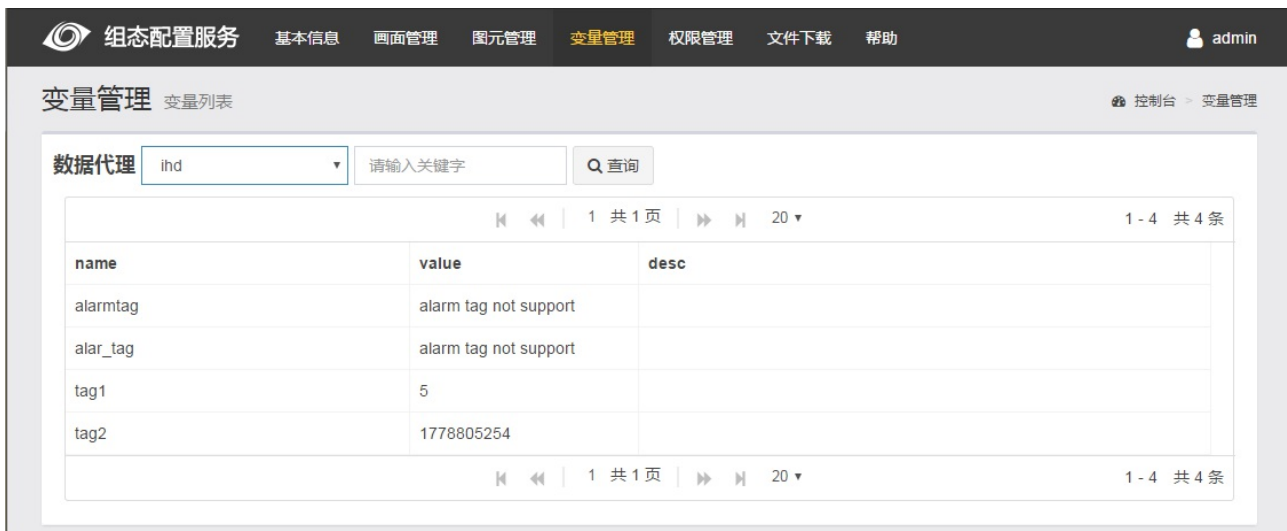 组态配置服务 基本信息 画面管理 图元管理 变量管理 权限管理 文件下载 帮助 admin
变量管理 变量列表 控制台 > 变量管理
数据代理 ihd 请输入关键字 查询
1 共 1 页 20 1 - 4 共 4 条
name value desc
alarmtag alarm tag not support
alar_tag alarm tag not support
tag1 5
tag2 1778805254
1 共 1 页 20 1 - 4 共 4 条